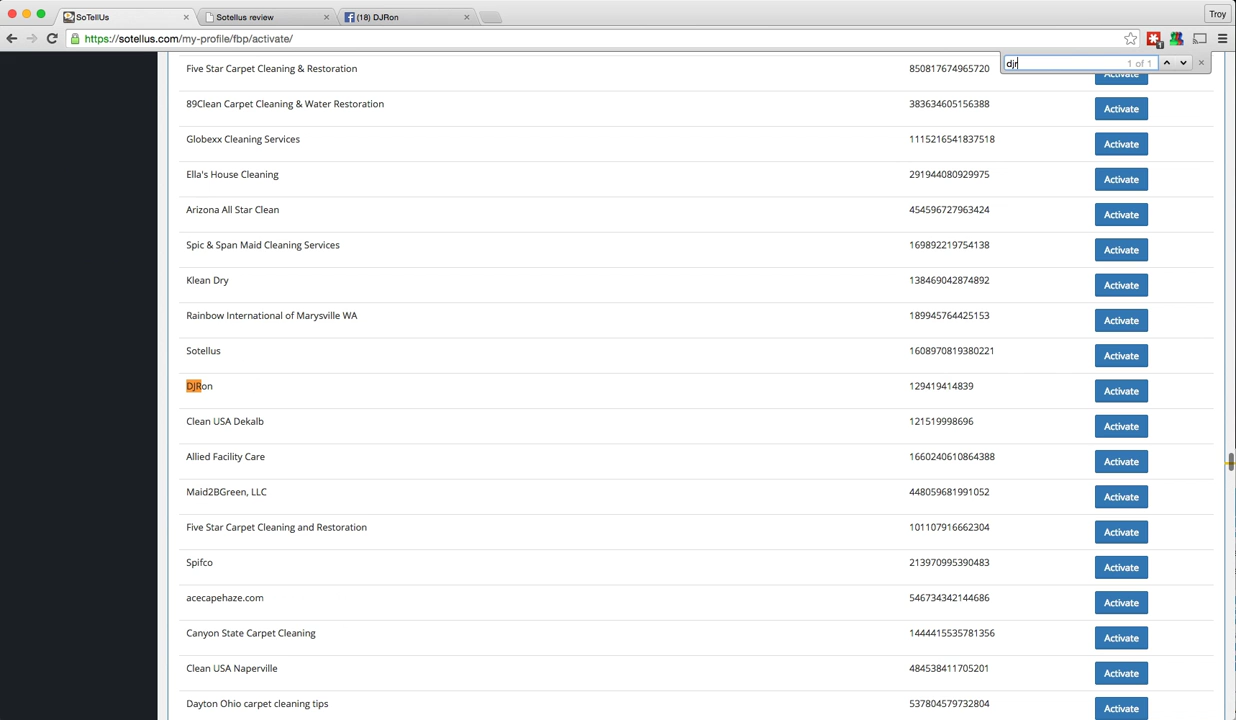 SoTellUs
Sotellus review
(18) DJRon
Troy
https://sotellus.com/my-profile/fbp/activate/
djr 1 of 1
Five Star Carpet Cleaning & Restoration 850817674965720 Activate
89Clean Carpet Cleaning & Water Restoration 383634605156388 Activate
Globexx Cleaning Services 1115216541837518 Activate
Ella's House Cleaning 291944080929975 Activate
Arizona All Star Clean 454596727963424 Activate
Spic & Span Maid Cleaning Services 169892219754138 Activate
Klean Dry 138469042874892 Activate
Rainbow International of Marysville WA 189945764425153 Activate
Sotellus 1608970819380221 Activate
DJRon 129419414839 Activate
Clean USA Dekalb 121519998696 Activate
Allied Facility Care 1660240610864388 Activate
Maid2BGreen, LLC 448059681991052 Activate
Five Star Carpet Cleaning and Restoration 101107916662304 Activate
Spifco 213970995390483 Activate
acecapehaze.com 546734342144686 Activate
Canyon State Carpet Cleaning 1444415535781356 Activate
Clean USA Naperville 484538411705201 Activate
Dayton Ohio carpet cleaning tips 537804579732804 Activate